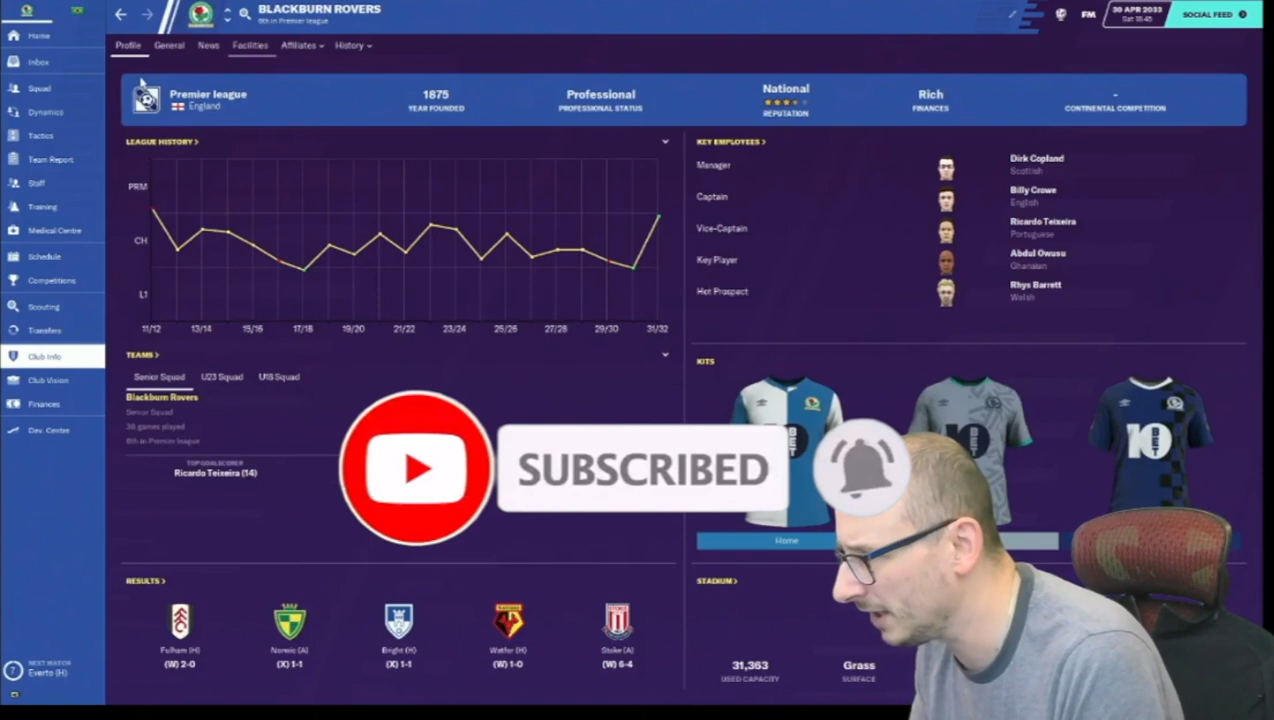 BLACKBURN ROVERS
6th in Premier league
FM
30 APR 2033
Sat 18:45
SOCIAL FEED
Home
Inbox
Squad
Dynamics
Tactics
Team Report
Staff
Training
Medical Centre
Schedule
Competitions
Scouting
Transfers
Club Info
Club Vision
Finances
Dev. Centre
7
NEXT MATCH
Everto (H)
Profile General News Facilities Affiliates History
Premier league
England
1875
YEAR FOUNDED
Professional
PROFESSIONAL STATUS
National
REPUTATION
Rich
FINANCES
-
CONTINENTAL COMPETITION
LEAGUE HISTORY >
PRM
CH
L1
11/12 13/14 15/16 17/18 19/20 21/22 23/24 25/26 27/28 29/30 31/32
KEY EMPLOYEES >
Manager
Dirk Copland
Scottish
Captain
Billy Crowe
English
Vice-Captain
Ricardo Teixeira
Portuguese
Key Player
Abdul Owusu
Ghanaian
Hot Prospect
Rhys Barrett
Welsh
TEAMS >
Senior Squad U23 Squad U18 Squad
Blackburn Rovers
Senior Squad
36 games played
6th in Premier league
TOP GOALSCORER
Ricardo Teixeira (14)
KITS
10
BET
10
BET
Home
SUBSCRIBED
RESULTS >
Fulham (H)
(W) 2-0
Norwic (A)
(X) 1-1
Bright (H)
(X) 1-1
Watfor (H)
(W) 1-0
Stoke (A)
(W) 6-4
STADIUM >
31,363
USED CAPACITY
Grass
SURFACE